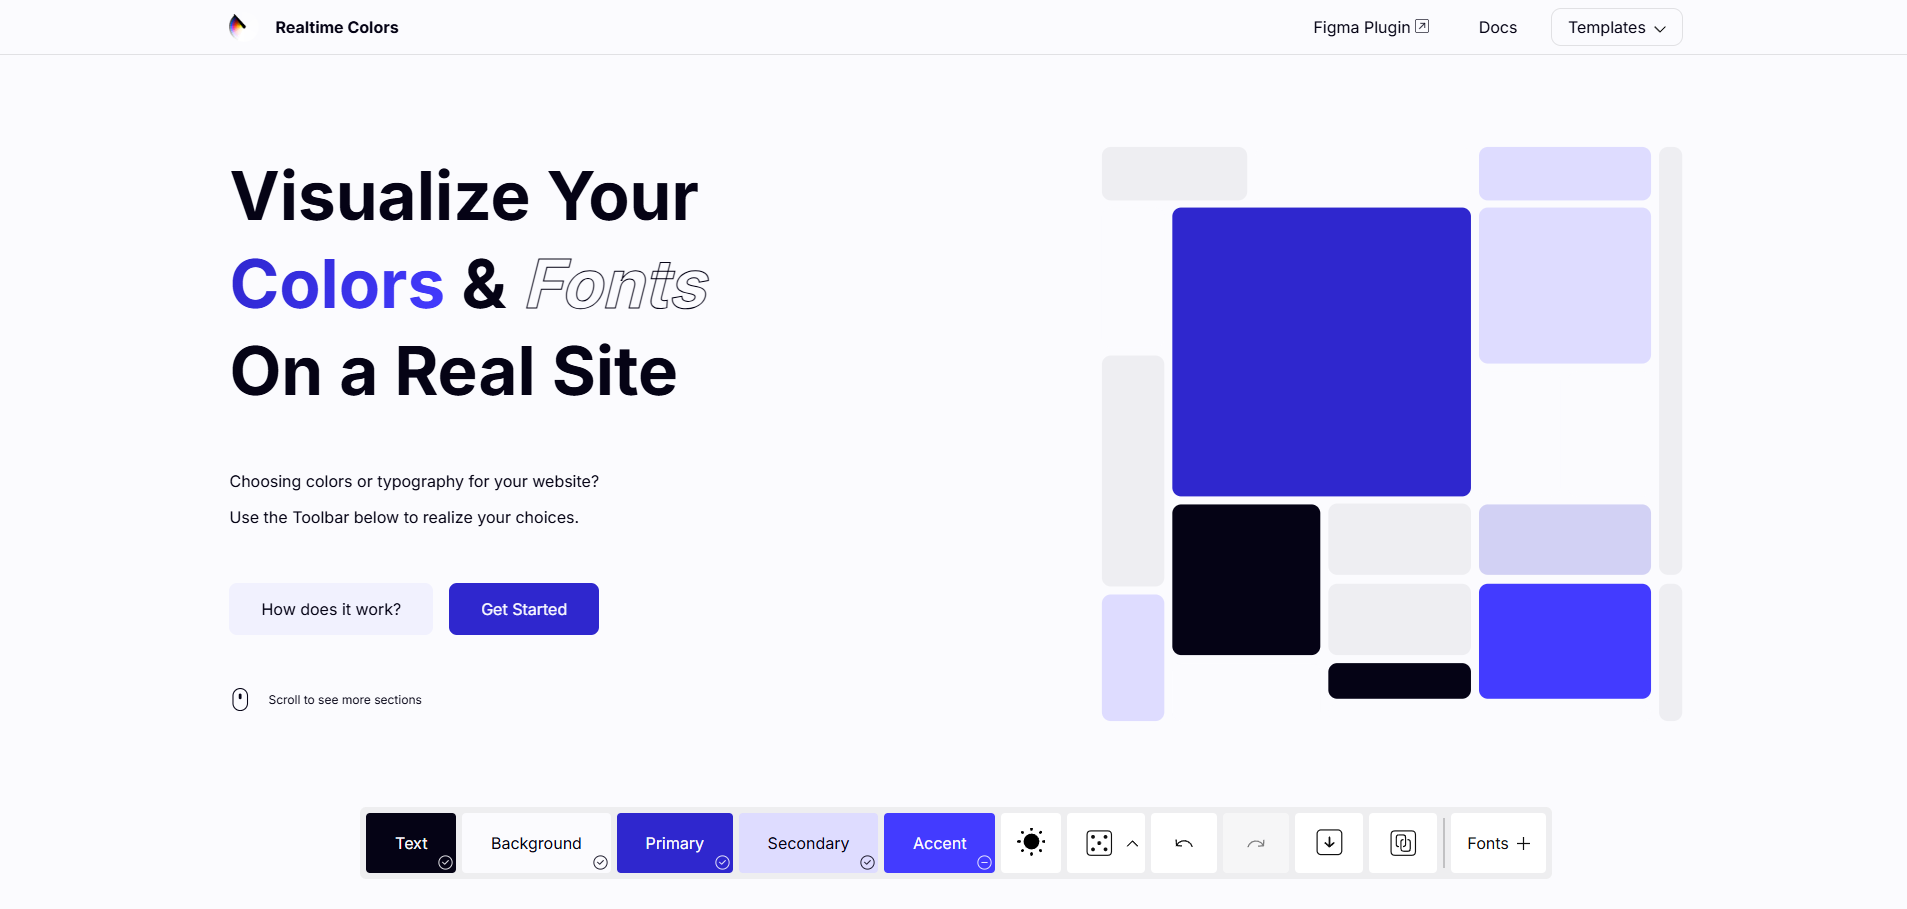 Realtime Colors
Figma Plugin
Docs
Templates
Visualize Your
Colors & Fonts
On a Real Site
Choosing colors or typography for your website?
Use the Toolbar below to realize your choices.
How does it work?
Get Started
Scroll to see more sections
Text
Background
Primary
Secondary
Accent
Fonts